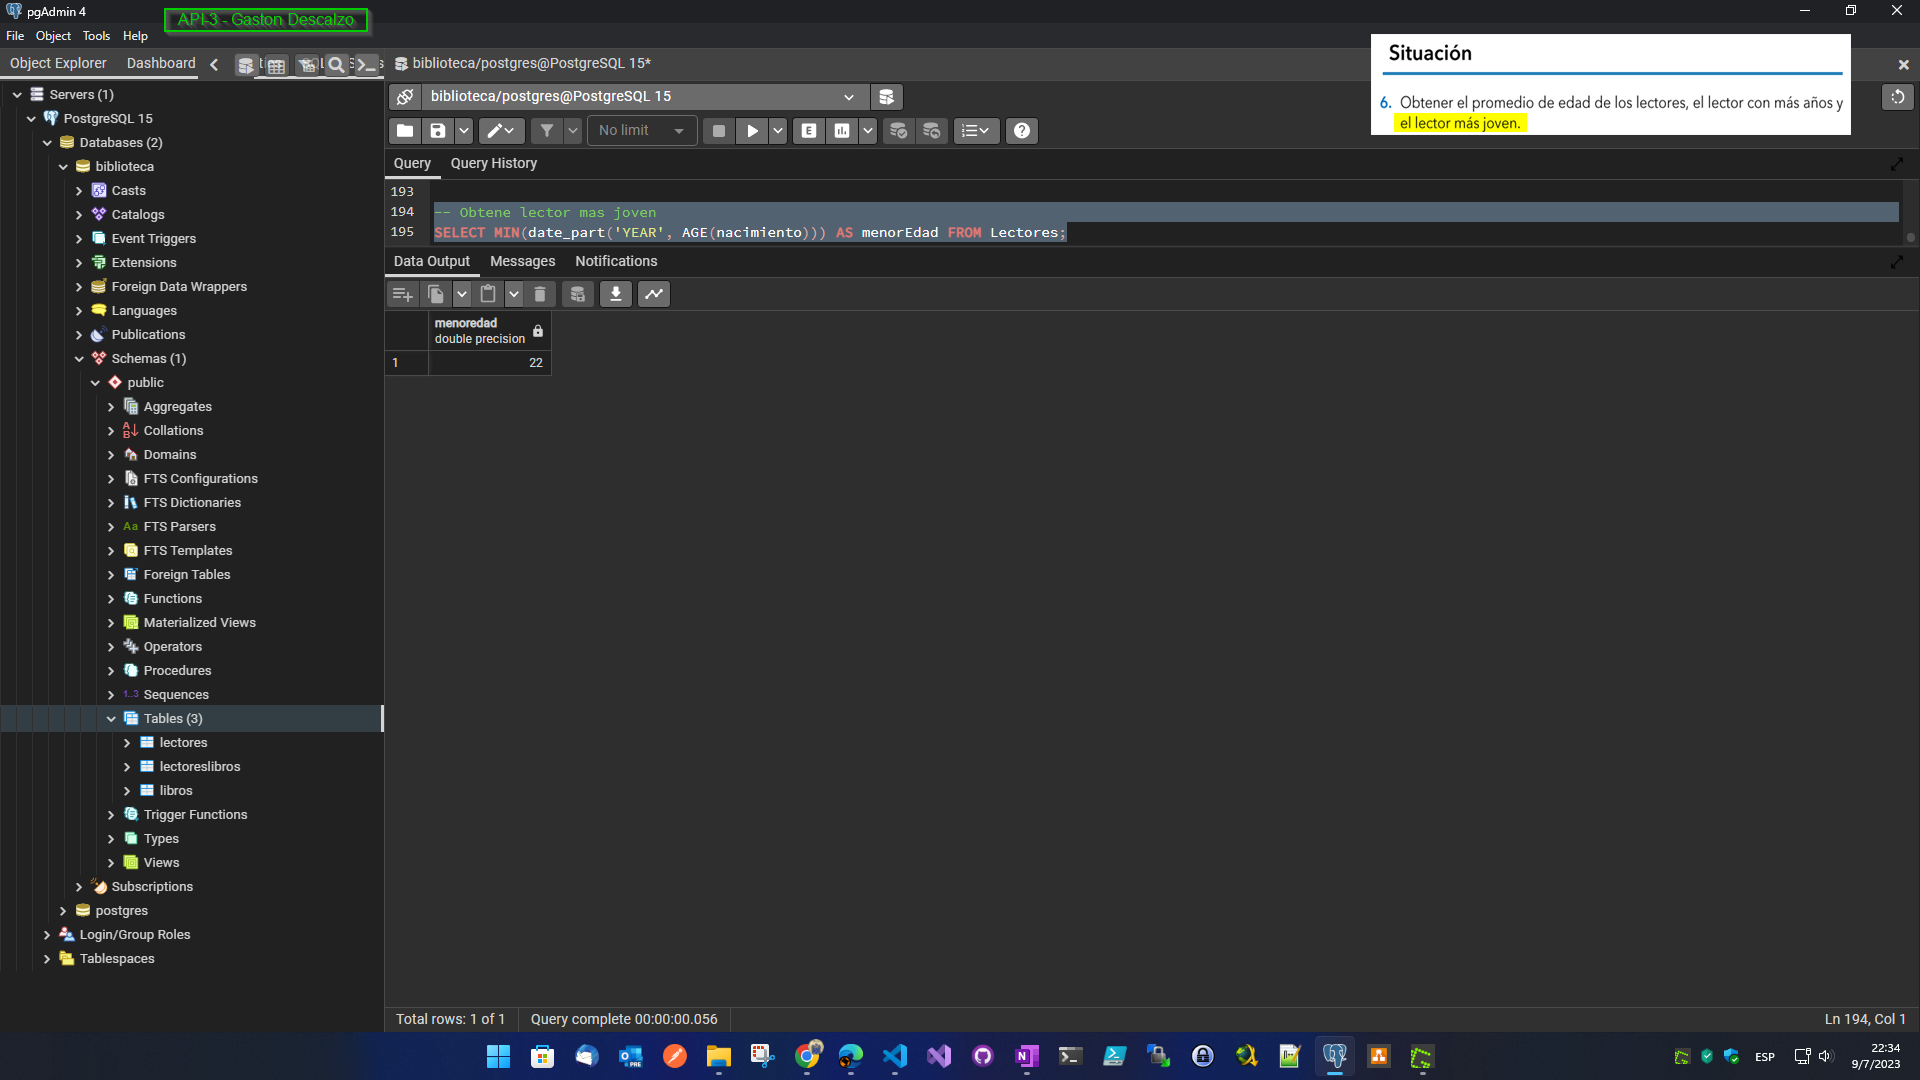 pgAdmin 4
API-3 - Gaston Descalzo
File Object Tools Help
Object Explorer Dashboard
biblioteca/postgres@PostgreSQL 15*
Situación
6. Obtener el promedio de edad de los lectores, el lector con más años y
el lector más joven.
biblioteca/postgres@PostgreSQL 15
No limit
E
Query Query History
193
194 -- Obtene lector mas joven
195 SELECT MIN(date_part('YEAR', AGE(nacimiento))) AS menorEdad FROM Lectores;
Data Output Messages Notifications
menoredad
double precision
1 22
Servers (1)
PostgreSQL 15
Databases (2)
biblioteca
Casts
Catalogs
Event Triggers
Extensions
Foreign Data Wrappers
Languages
Publications
Schemas (1)
public
Aggregates
Collations
Domains
FTS Configurations
FTS Dictionaries
Aa FTS Parsers
FTS Templates
Foreign Tables
Functions
Materialized Views
Operators
Procedures
1..3 Sequences
Tables (3)
lectores
lectoreslibros
libros
Trigger Functions
Types
Views
Subscriptions
postgres
Login/Group Roles
Tablespaces
Total rows: 1 of 1 Query complete 00:00:00.056
Ln 194, Col 1
ESP
22:34
9/7/2023